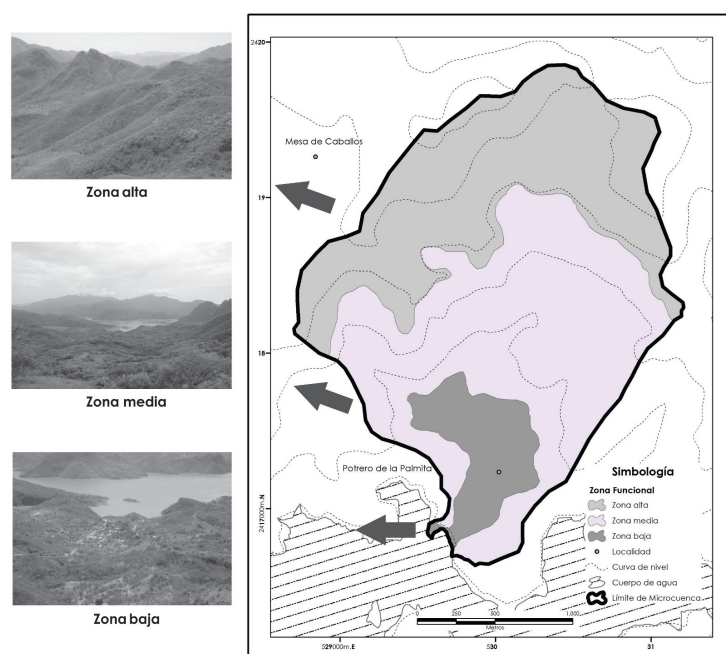 Zona alta
Zona media
Zona baja
2420
19
18
2417000m.N
Mesa de Caballos
Potrero de la Palmita
Simbología
Zona Funcional
Zona alta
Zona media
Zona baja
Localidad
Curva de nivel
Cuerpo de agua
Límite de Microcuenca
0 250 500 1,000
Metros
529000m.E 530 31